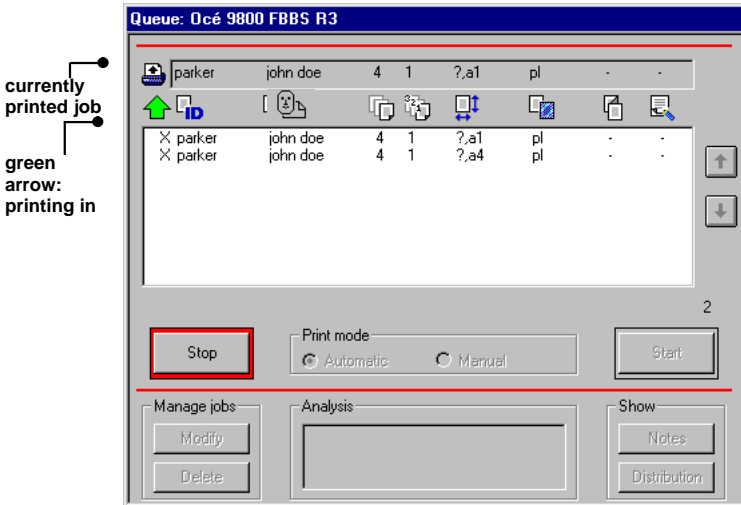 Queue: Océ 9800 FBBS R3
currently
printed job
parker john doe 4 1 ?,a1 pl - -
ID
321
green
arrow:
printing in
X parker john doe 4 1 ?,a1 pl - -
X parker john doe 4 1 ?,a4 pl - -
2
Stop
Print mode
Automatic Manual
Start
Manage jobs Analysis Show
Modify Notes
Delete Distribution